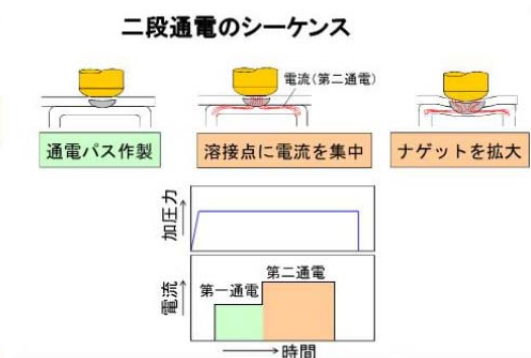 二段通電のシーケンス
電流(第二通電)
通電パス作製
溶接点に電流を集中
ナゲットを拡大
加圧力
第二通電
第一通電
電流
時間